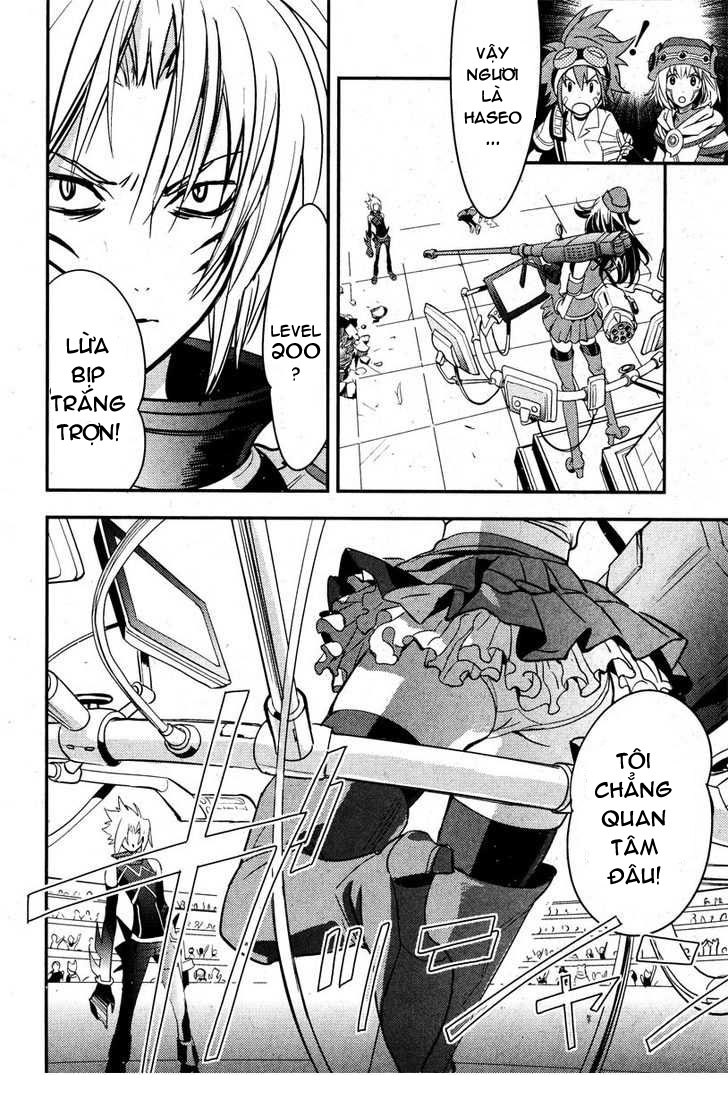 VẬY
NGƯƠI
LÀ
HASEO
...
LEVEL
200
?
LỪA
BỊP
TRẮNG
TRỢN!
TÔI
CHẲNG
QUAN
TÂM
ĐÂU!
!